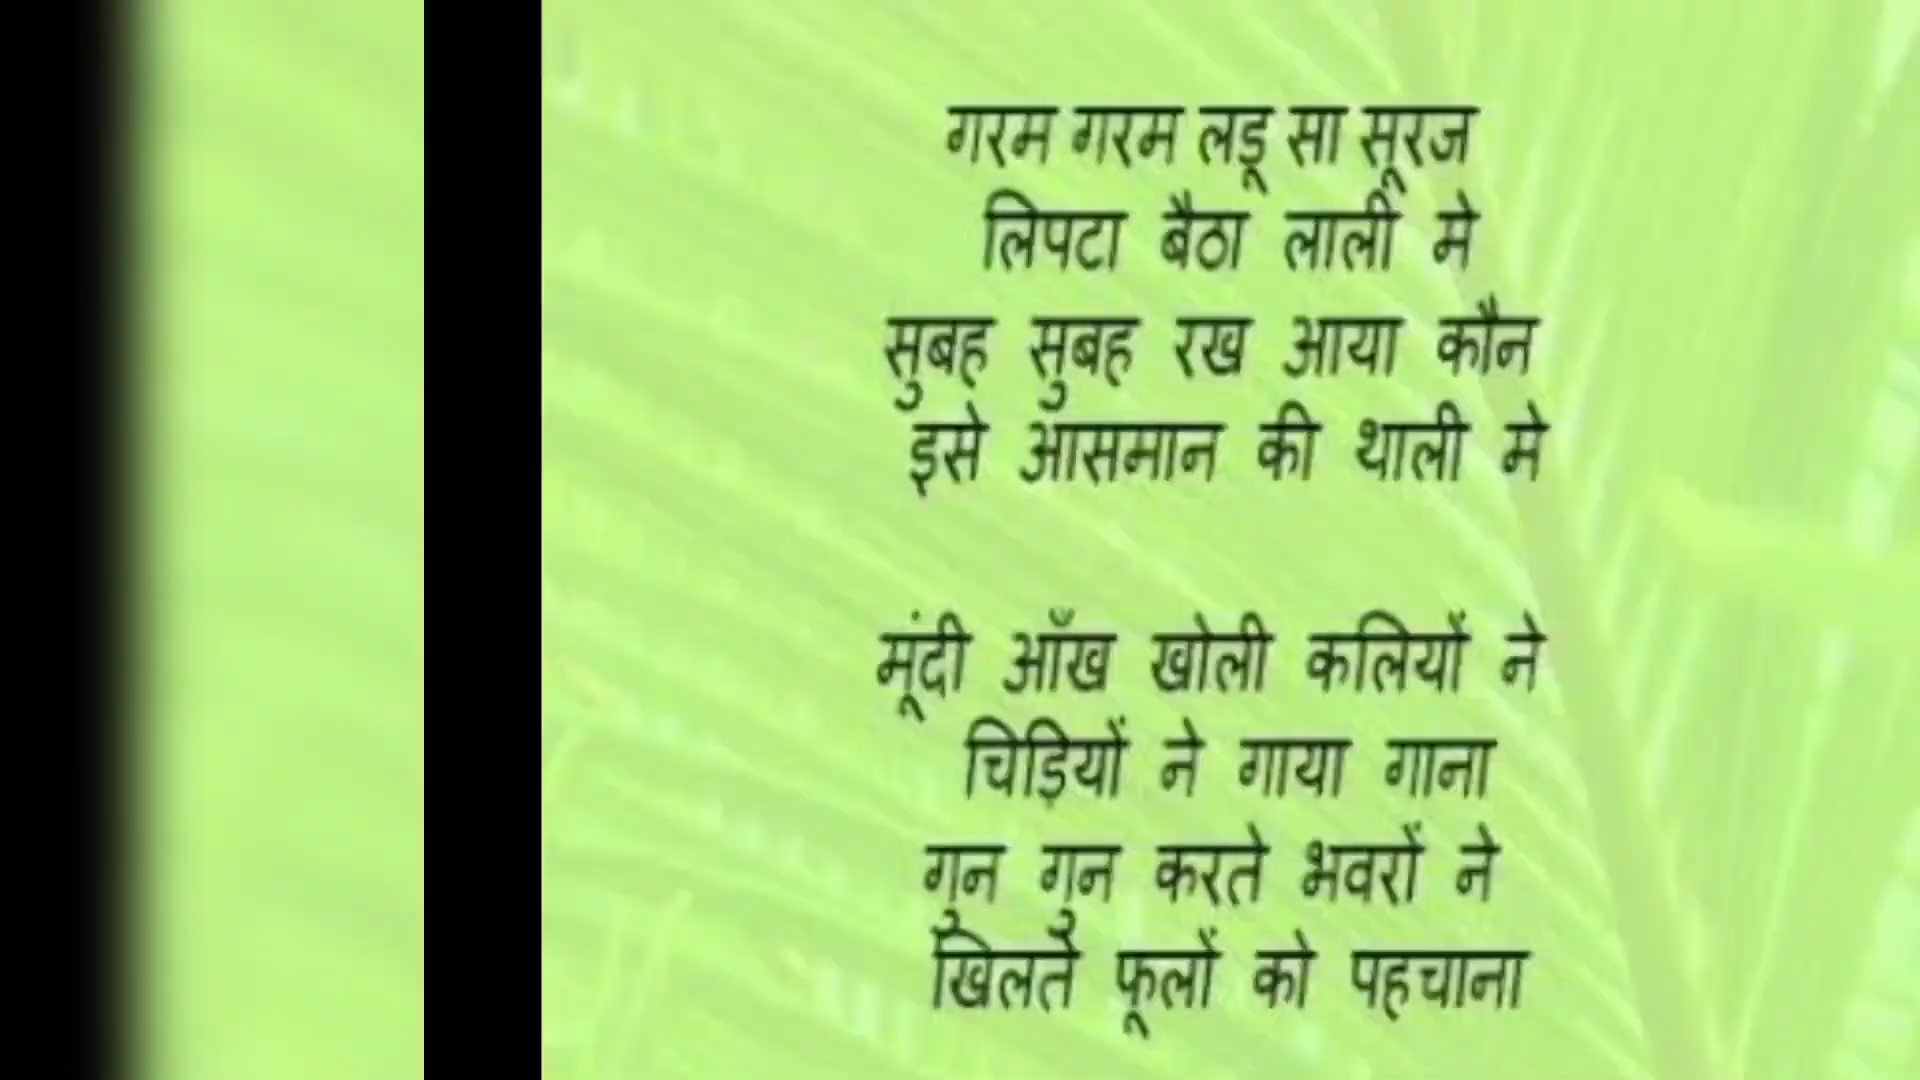 गरम गरम लडू सा सूरज
लिपटा बैठा लाली मे
सुबह सुबह रख आया कौन
इसे आसमान की थाली मे
मूंदी आँख खोली कलियों ने
चिड़ियों ने गाया गाना
गुन गुन करते भवरों ने
खिलते फूलों को पहचाना